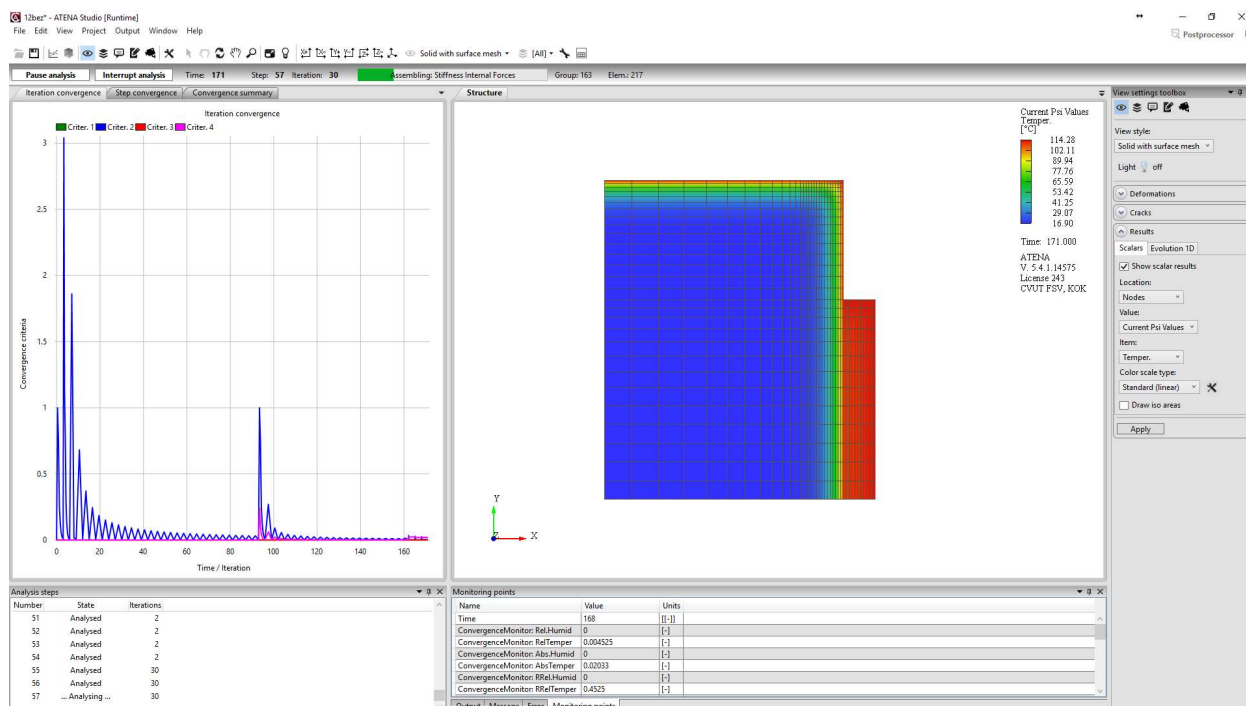 12bez* - ATENA Studio [Runtime]
File Edit View Project Output Window Help
Postprocessor
Solid with surface mesh
[All]
Pause analysis Interrupt analysis Time: 171 Step: 57 Iteration: 30 Assembling: Stiffness Internal Forces Group: 163 Elem.: 217
Iteration convergence Step convergence Convergence summary
Iteration convergence
Criter. 1 Criter. 2 Criter. 3 Criter. 4
3
2.5
2
1.5
1
0.5
0
Convergence criteria
0 20 40 60 80 100 120 140 160
Time / Iteration
Structure
Current Psi Values
Temper.
[°C]
114.28
102.11
89.94
77.76
65.59
53.42
41.25
29.07
16.90
Time: 171.000
ATENA
V. 5.4.1.14575
License 243
CVUT FSV, KOK
Y
Z X
View settings toolbox
View style:
Solid with surface mesh
Light off
Deformations
Cracks
Results
Scalars Evolution 1D
Show scalar results
Location:
Nodes
Value:
Current Psi Values
Item:
Temper.
Color scale type:
Standard (linear)
Draw iso areas
Apply
Analysis steps
Number State Iterations
51 Analysed 2
52 Analysed 2
53 Analysed 2
54 Analysed 2
55 Analysed 30
56 Analysed 30
57 ... Analysing ... 30
Monitoring points
Name Value Units
Time 168 [[-]]
ConvergenceMonitor: Rel.Humid 0 [-]
ConvergenceMonitor: RelTemper 0.004525 [-]
ConvergenceMonitor: Abs.Humid 0 [-]
ConvergenceMonitor: AbsTemper 0.02033 [-]
ConvergenceMonitor: RRel.Humid 0 [-]
ConvergenceMonitor: RRelTemper 0.4525 [-]
Output Message Error Monitoring points